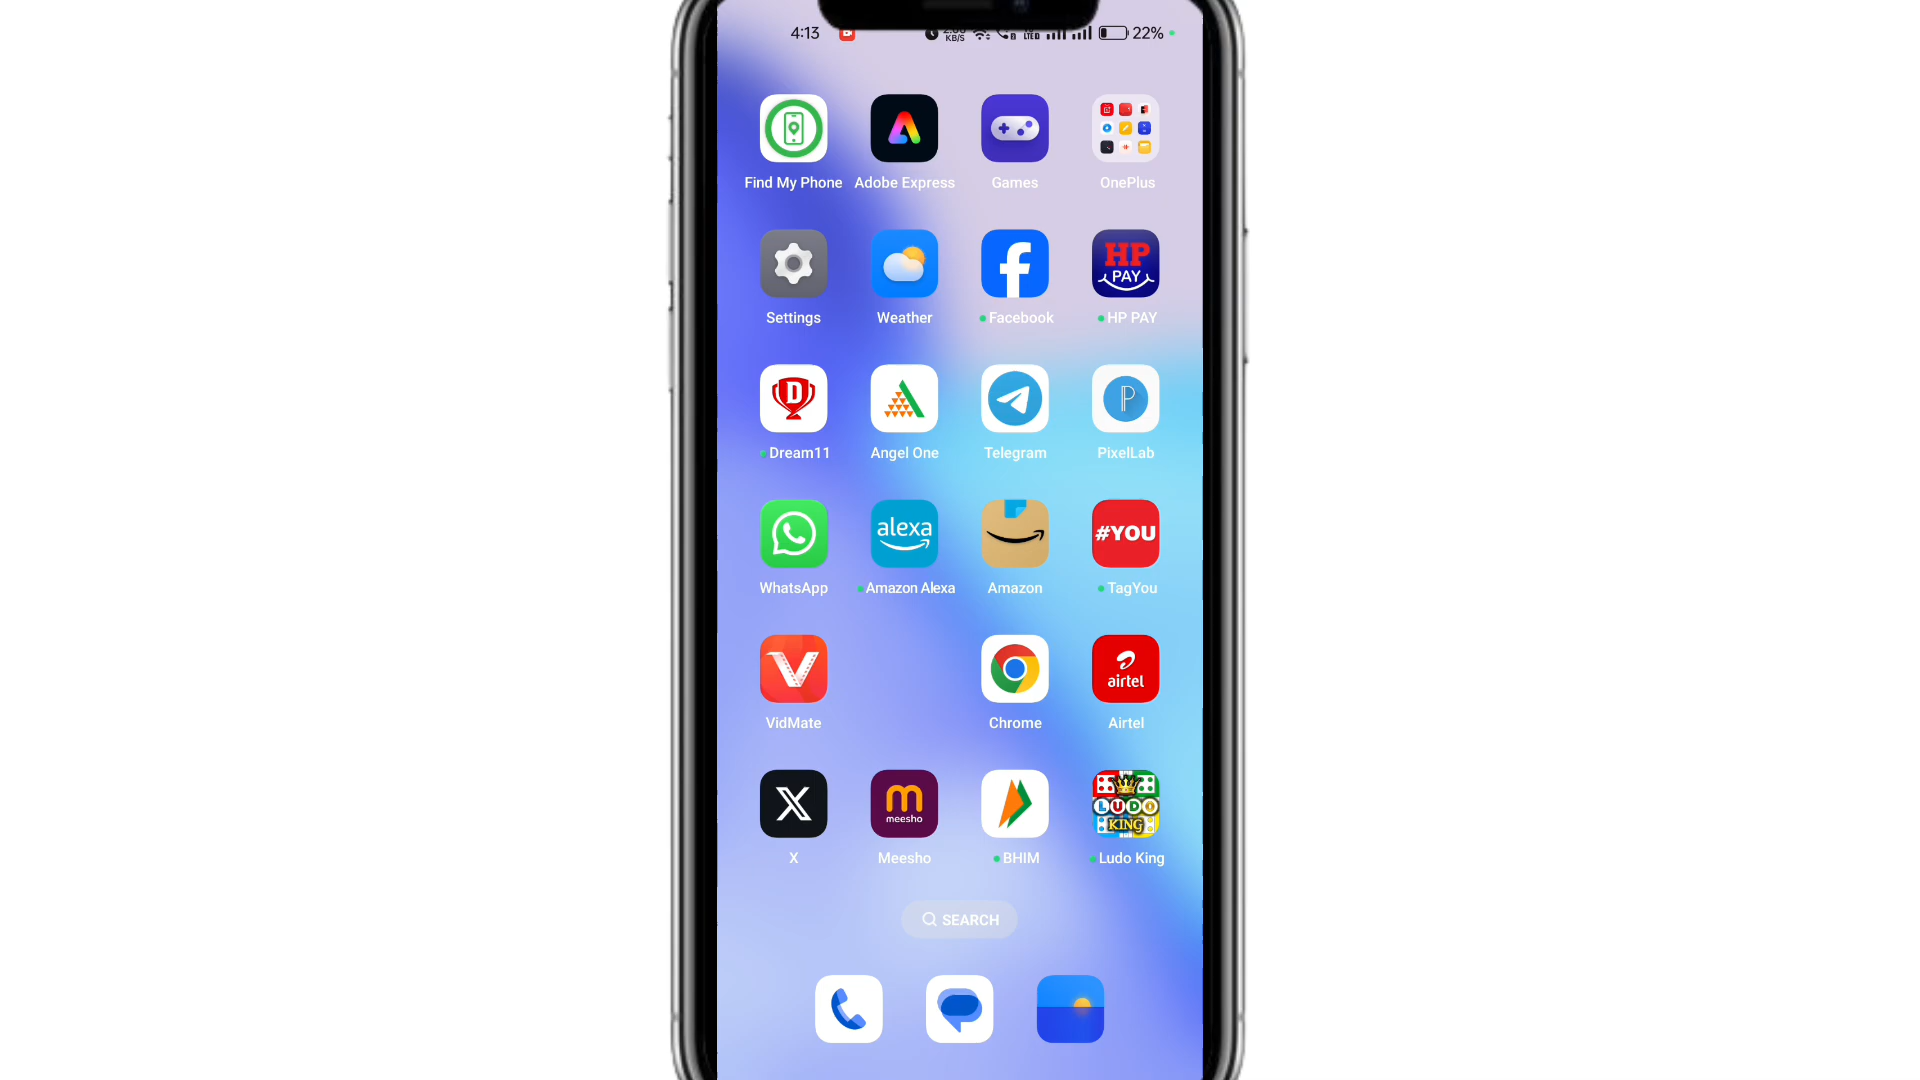 4:13
KB/S
22%
Find My Phone
Adobe Express
Games
OnePlus
HP
PAY
Settings
Weather
Facebook
HP PAY
D
P
Dream11
Angel One
Telegram
PixelLab
alexa
#YOU
WhatsApp
Amazon Alexa
Amazon
TagYou
airtel
VidMate
Chrome
Airtel
meesho
LUDO
KING
X
Meesho
BHIM
Ludo King
SEARCH